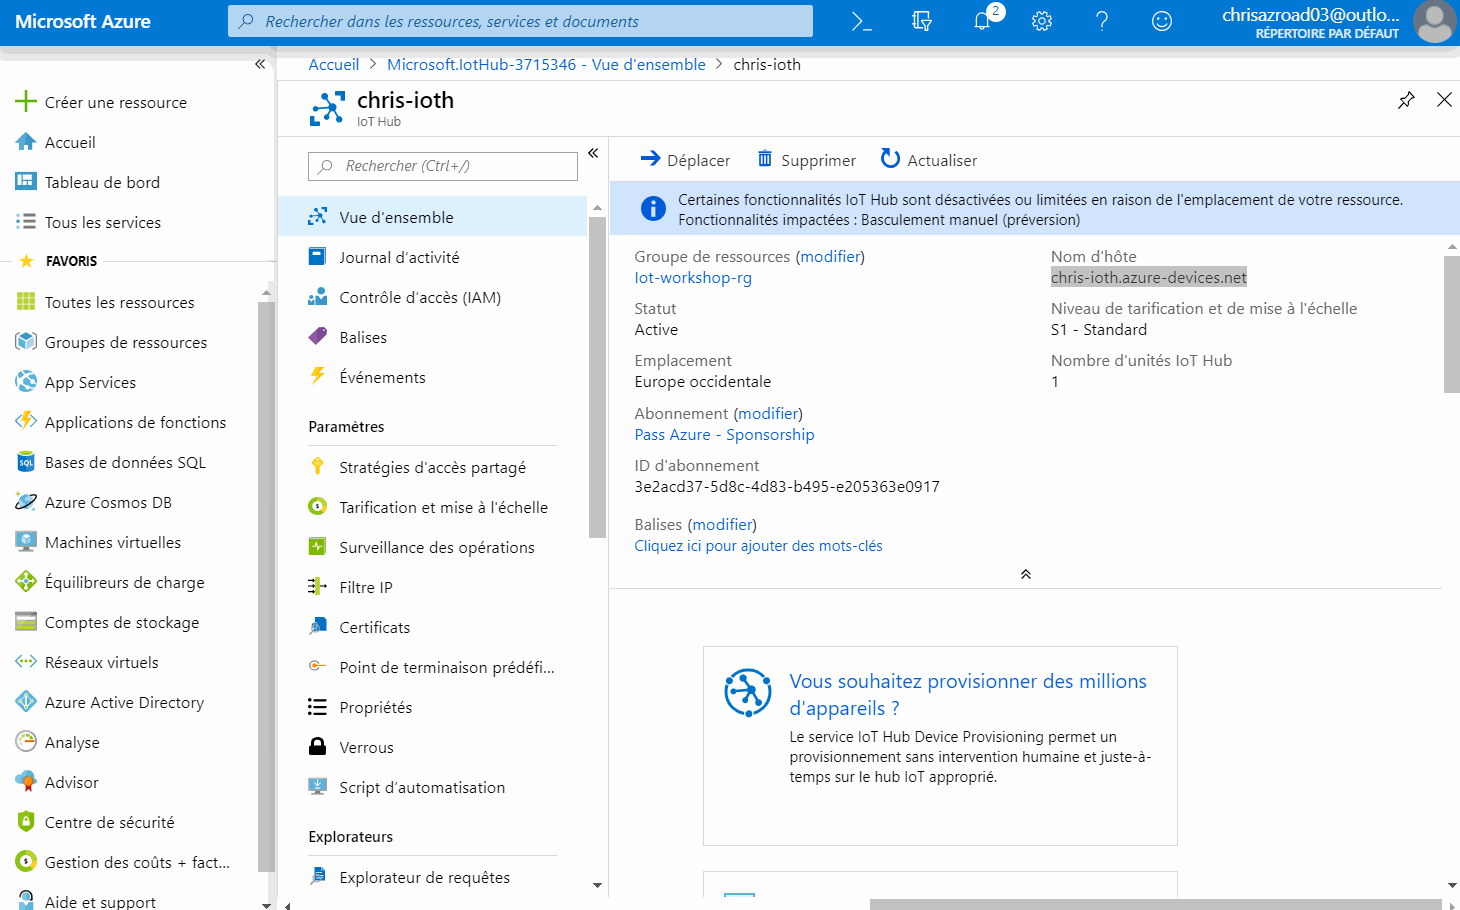 Microsoft Azure
Rechercher dans les ressources, services et documents
2
chrisazroad03@outlo...
RÉPERTOIRE PAR DÉFAUT
Créer une ressource
Accueil
Tableau de bord
Tous les services
FAVORIS
Toutes les ressources
Groupes de ressources
App Services
Applications de fonctions
Bases de données SQL
Azure Cosmos DB
Machines virtuelles
Équilibreurs de charge
Comptes de stockage
Réseaux virtuels
Azure Active Directory
Analyse
Advisor
Centre de sécurité
Gestion des coûts + fact...
Aide et support
Accueil > Microsoft.IotHub-3715346 - Vue d'ensemble > chris-ioth
chris-ioth
IoT Hub
Rechercher (Ctrl+/)
Vue d'ensemble
Journal d'activité
Contrôle d'accès (IAM)
Balises
Événements
Paramètres
Stratégies d'accès partagé
Tarification et mise à l'échelle
Surveillance des opérations
Filtre IP
Certificats
Point de terminaison prédéfi...
Propriétés
Verrous
Script d'automatisation
Explorateurs
Explorateur de requêtes
Déplacer
Supprimer
Actualiser
Certaines fonctionnalités IoT Hub sont désactivées ou limitées en raison de l'emplacement de votre ressource.
Fonctionnalités impactées : Basculement manuel (préversion)
Groupe de ressources (modifier)
Iot-workshop-rg
Statut
Active
Emplacement
Europe occidentale
Abonnement (modifier)
Pass Azure - Sponsorship
ID d'abonnement
3e2acd37-5d8c-4d83-b495-e205363e0917
Balises (modifier)
Cliquez ici pour ajouter des mots-clés
Nom d'hôte
chris-ioth.azure-devices.net
Niveau de tarification et de mise à l'échelle
S1 - Standard
Nombre d'unités IoT Hub
1
Vous souhaitez provisionner des millions
d'appareils ?
Le service IoT Hub Device Provisioning permet un
provisionnement sans intervention humaine et juste-à-
temps sur le hub IoT approprié.